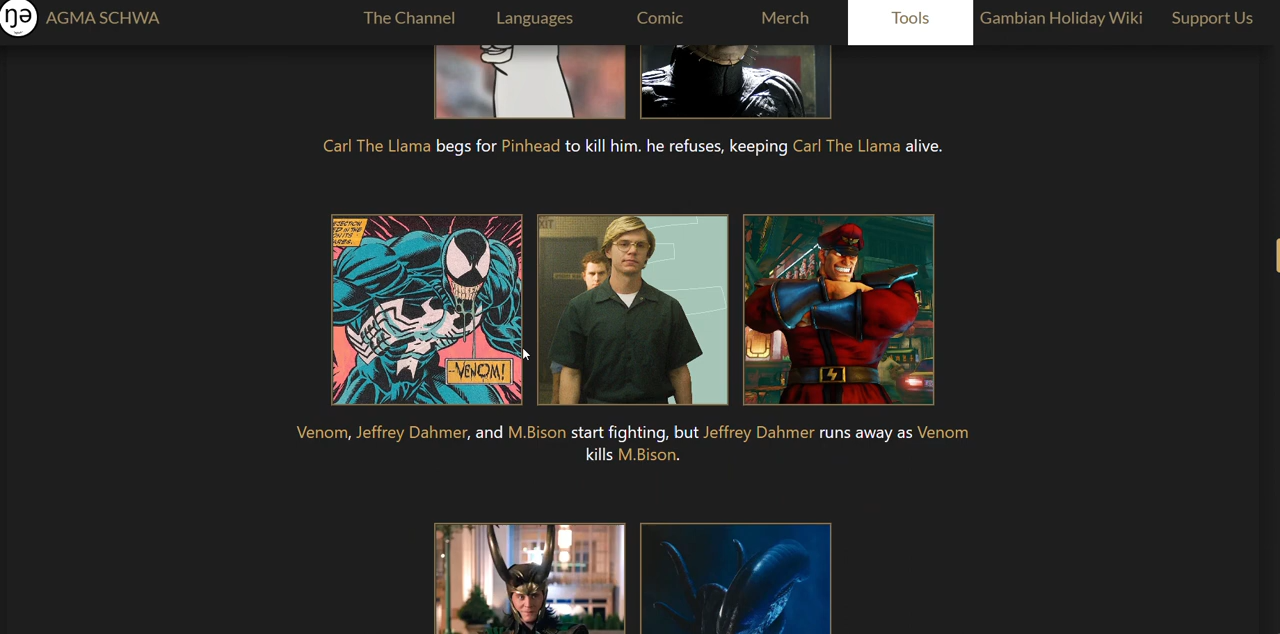 ŋə AGMA SCHWA The Channel Languages Comic Merch Tools Gambian Holiday Wiki Support Us
Carl The Llama begs for Pinhead to kill him. he refuses, keeping Carl The Llama alive.
-VENOM!
Venom, Jeffrey Dahmer, and M.Bison start fighting, but Jeffrey Dahmer runs away as Venom
kills M.Bison.